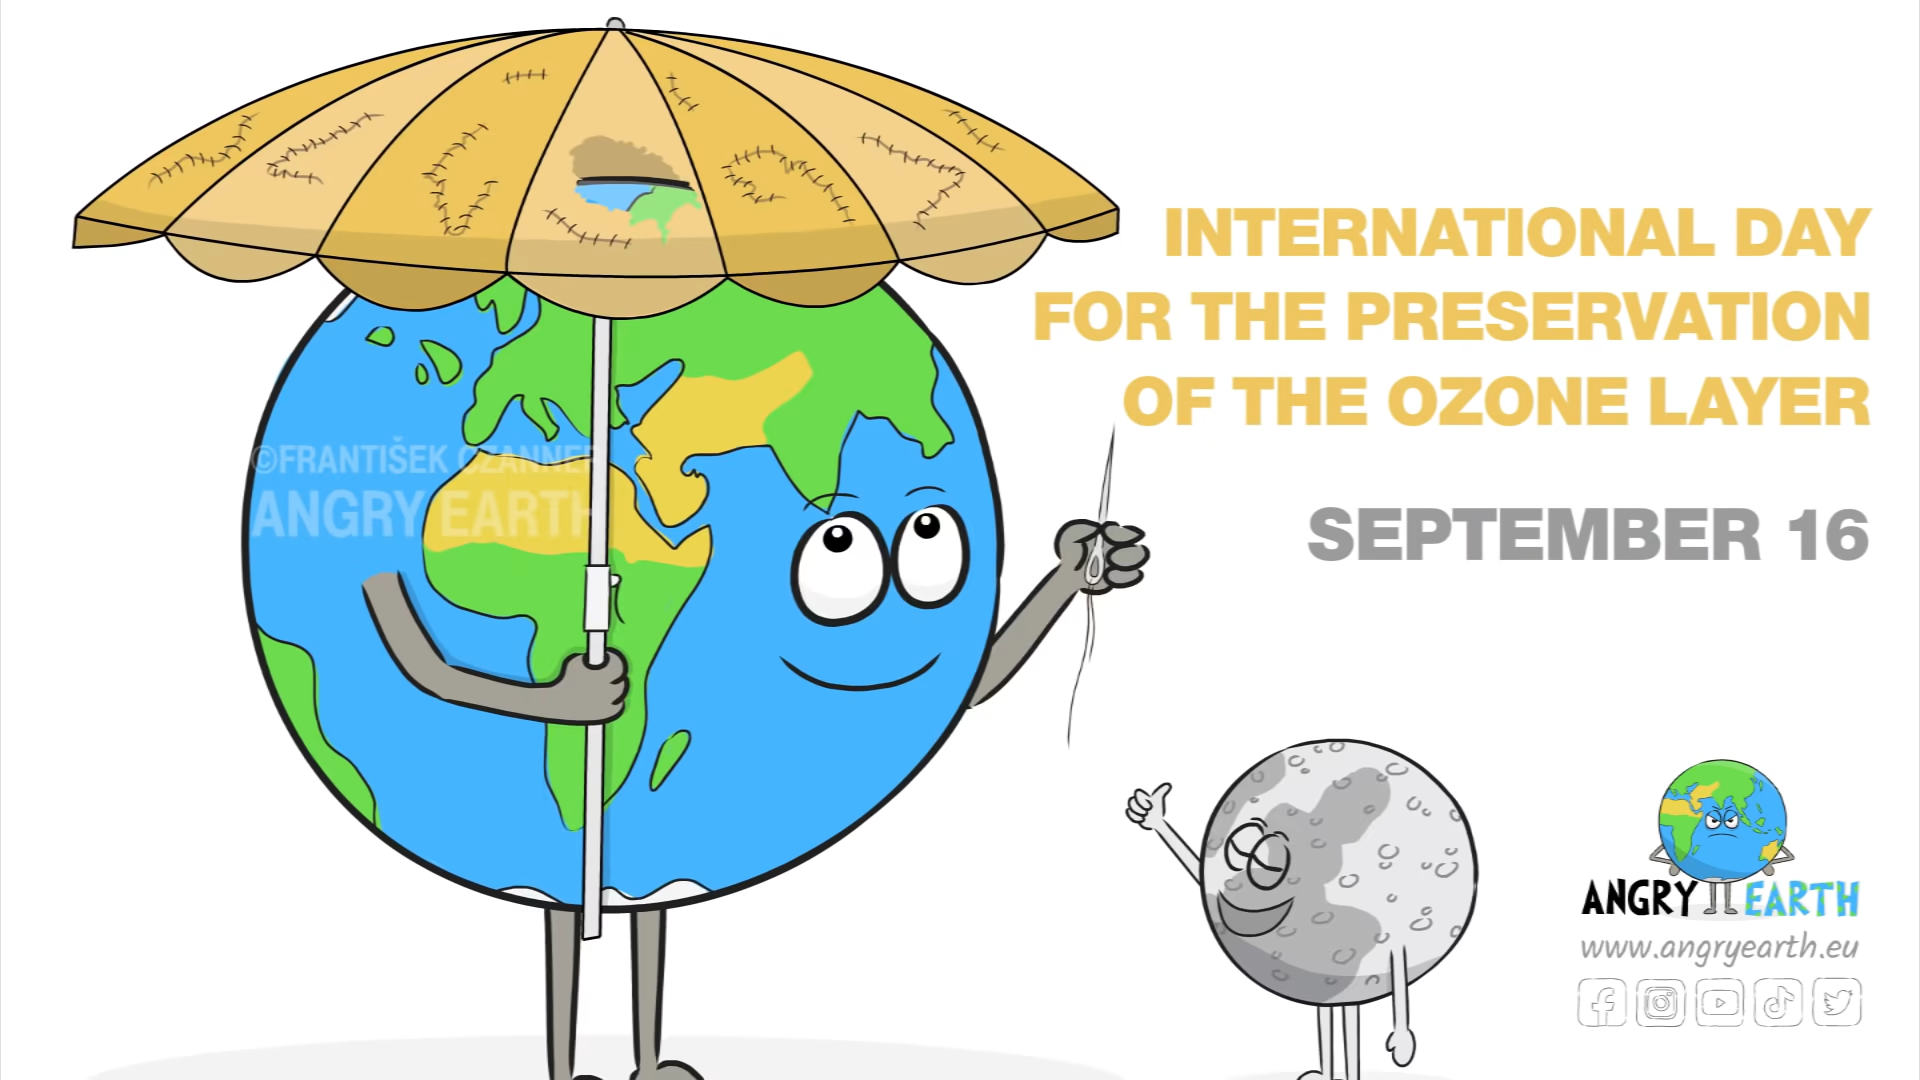 INTERNATIONAL DAY
FOR THE PRESERVATION
OF THE OZONE LAYER
SEPTEMBER 16
©FRANTIŠEK CZANNER
ANGRY EARTH
ANGRY EARTH
www.angryearth.eu